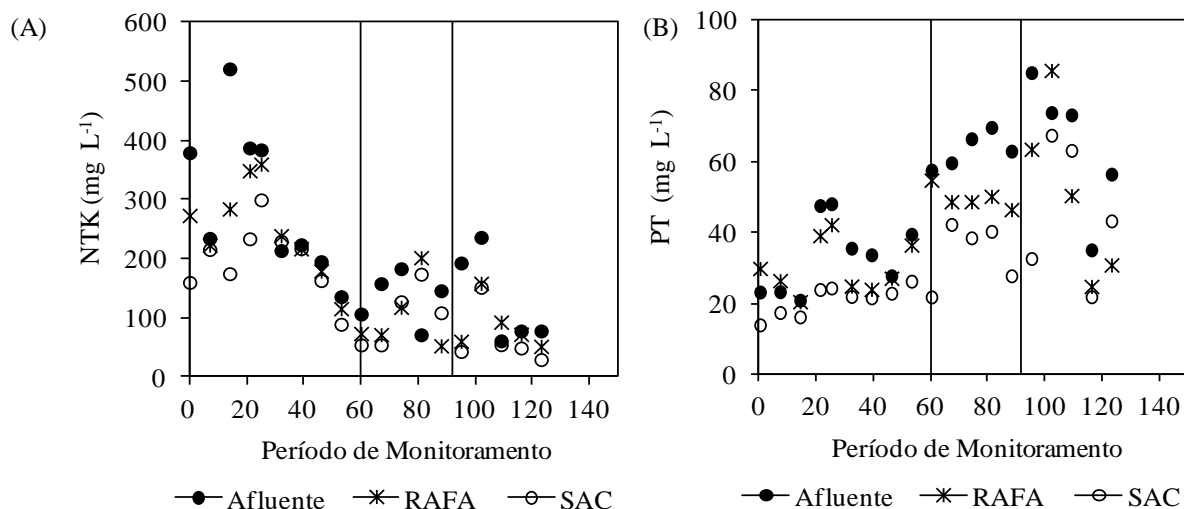 (A)
600
500
400
300
200
100
0
NTK (mg L-1)
0 20 40 60 80 100 120 140
Período de Monitoramento
Afluente RAFA SAC
(B)
100
80
60
40
20
0
PT (mg L-1)
0 20 40 60 80 100 120 140
Período de Monitoramento
Afluente RAFA SAC